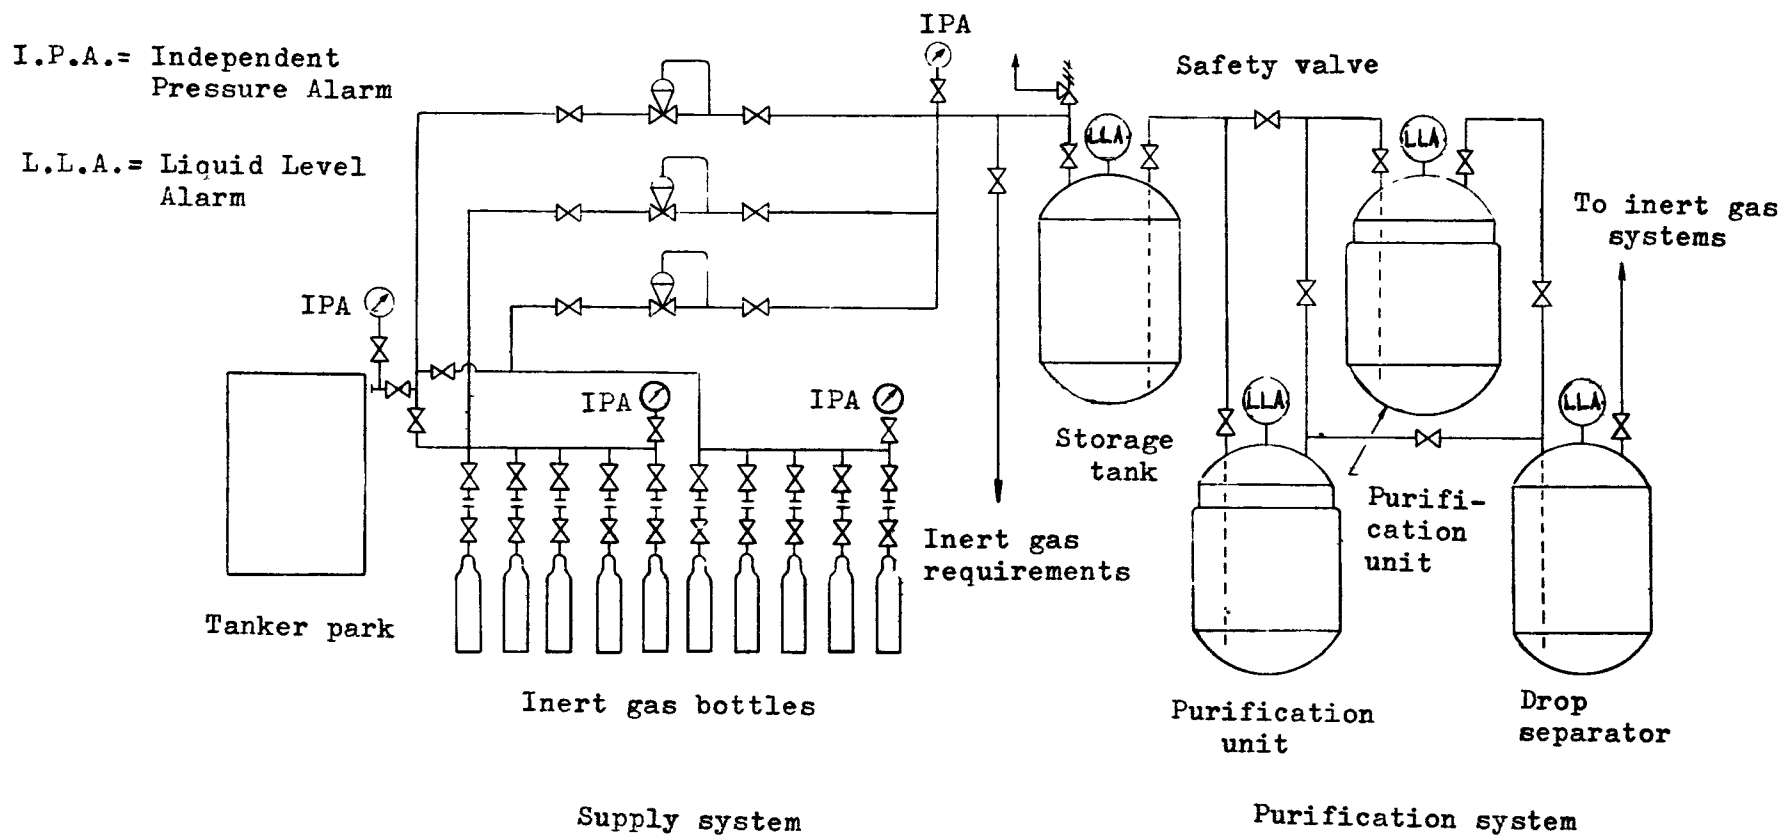 IPA
I.P.A.= Independent
Pressure Alarm
Safety valve
LLA.
LLA
L.L.A.= Liquid Level
Alarm
To inert gas
systems
IPA
IPA
IPA
LLA
LLA
Storage
tank
Purifi-
cation
unit
Inert gas
requirements
Tanker park
Inert gas bottles
Purification
unit
Drop
separator
Supply system
Purification system